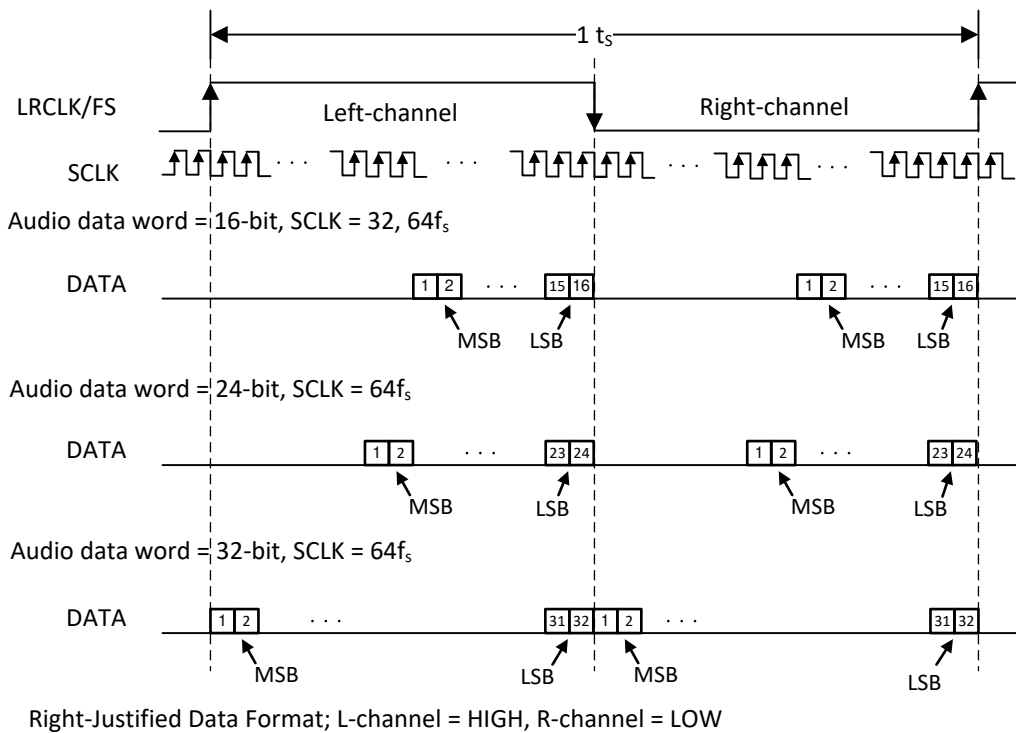 1 tₛ
LRCLK/FS Left-channel Right-channel
SCLK · · · · · · · · · · · ·
Audio data word = 16-bit, SCLK = 32, 64fₛ
DATA 1 2 · · · 15 16 1 2 · · · 15 16
MSB LSB MSB LSB
Audio data word = 24-bit, SCLK = 64fₛ
DATA 1 2 · · · 23 24 1 2 · · · 23 24
MSB LSB MSB LSB
Audio data word = 32-bit, SCLK = 64fₛ
DATA 1 2 · · · 31 32 1 2 · · · 31 32
MSB LSB MSB LSB
Right-Justified Data Format; L-channel = HIGH, R-channel = LOW